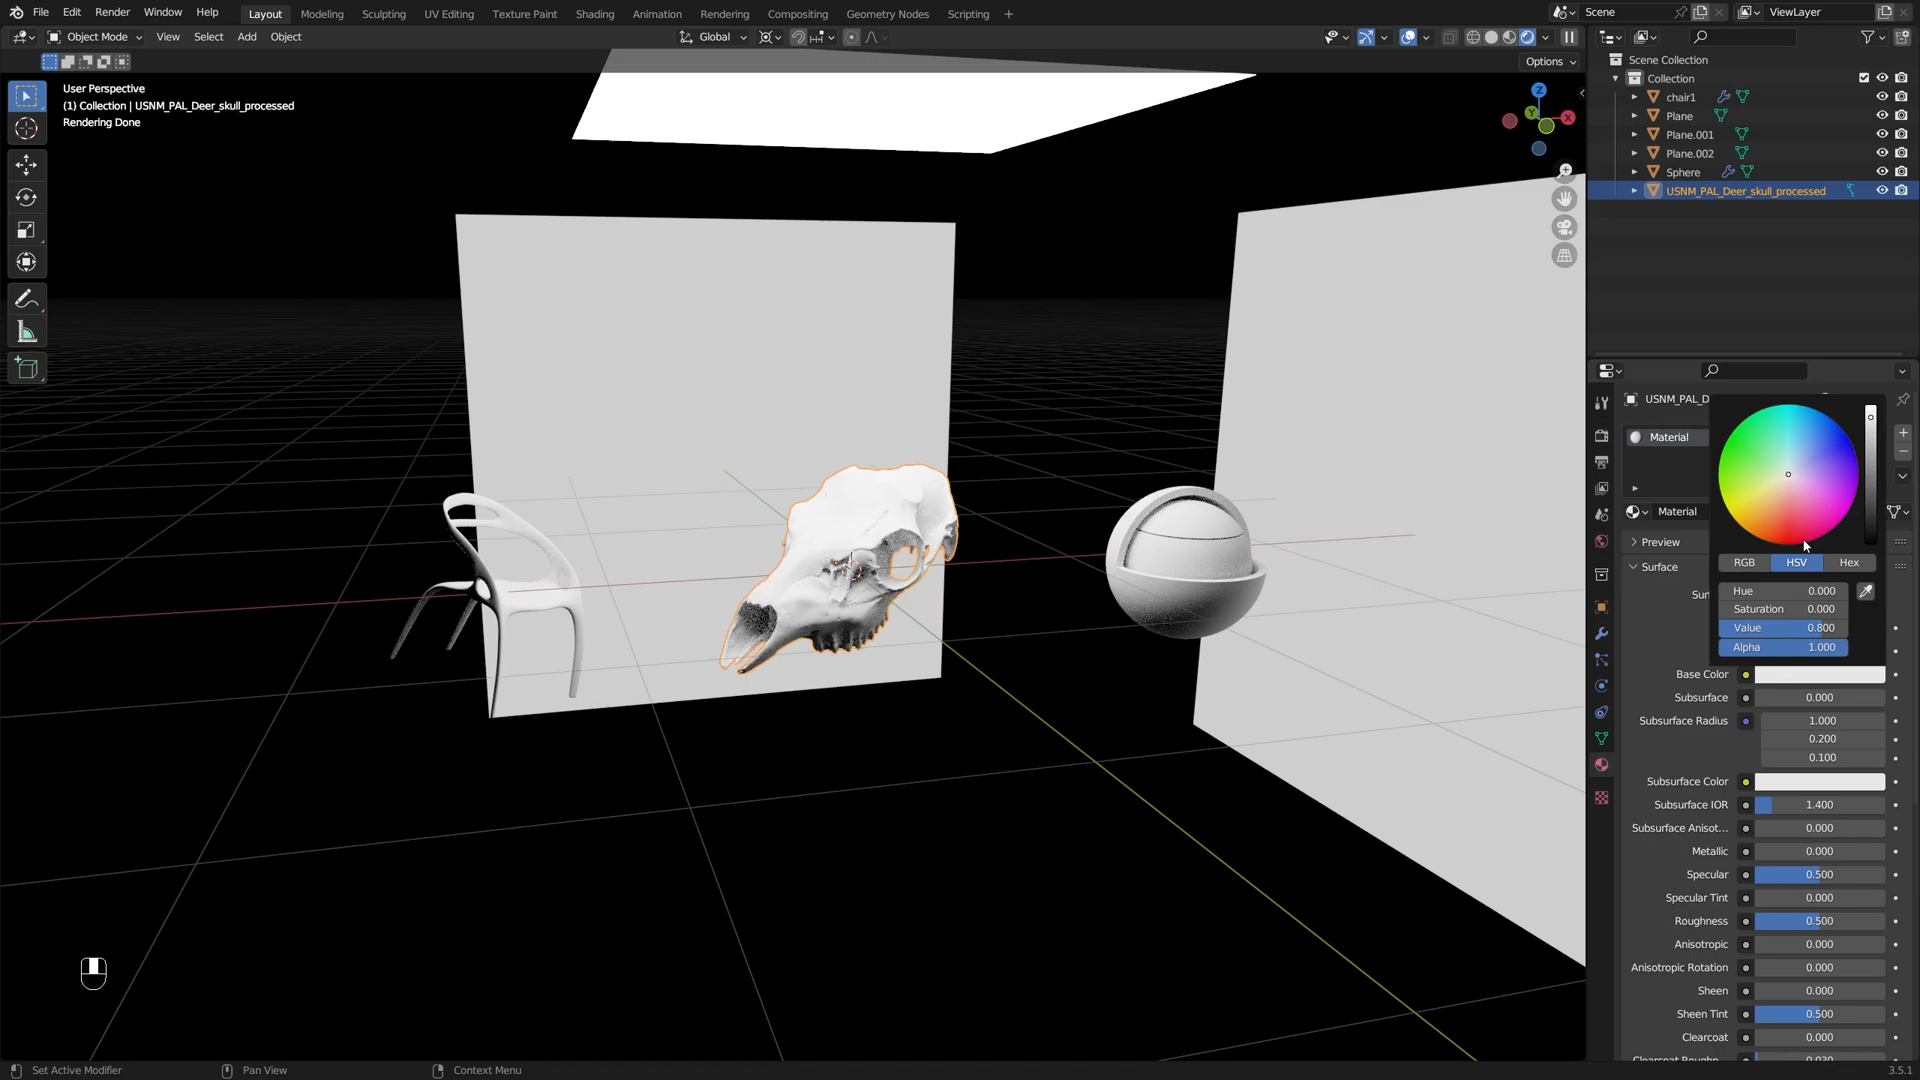 File Edit Render Window Help Layout Modeling Sculpting UV Editing Texture Paint Shading Animation Rendering Compositing Geometry Nodes Scripting + Scene ViewLayer
Object Mode View Select Add Object Global
Options
User Perspective
(1) Collection | USNM_PAL_Deer_skull_processed
Rendering Done
Z
Y
X
Scene Collection
Collection
chair1
Plane
Plane.001
Plane.002
Sphere
USNM_PAL_Deer_skull_processed
USNM_PAL_D
Material
Material
Preview
RGB HSV Hex
Surface
Sur
Hue 0.000
Saturation 0.000
Value 0.800
Alpha 1.000
Base Color
Subsurface 0.000
Subsurface Radius 1.000
0.200
0.100
Subsurface Color
Subsurface IOR 1.400
Subsurface Anisot... 0.000
Metallic 0.000
Specular 0.500
Specular Tint 0.000
Roughness 0.500
Anisotropic 0.000
Anisotropic Rotation 0.000
Sheen 0.000
Sheen Tint 0.500
Clearcoat 0.000
Clearcoat Roughn... 0.030
Set Active Modifier Pan View Context Menu 3.5.1